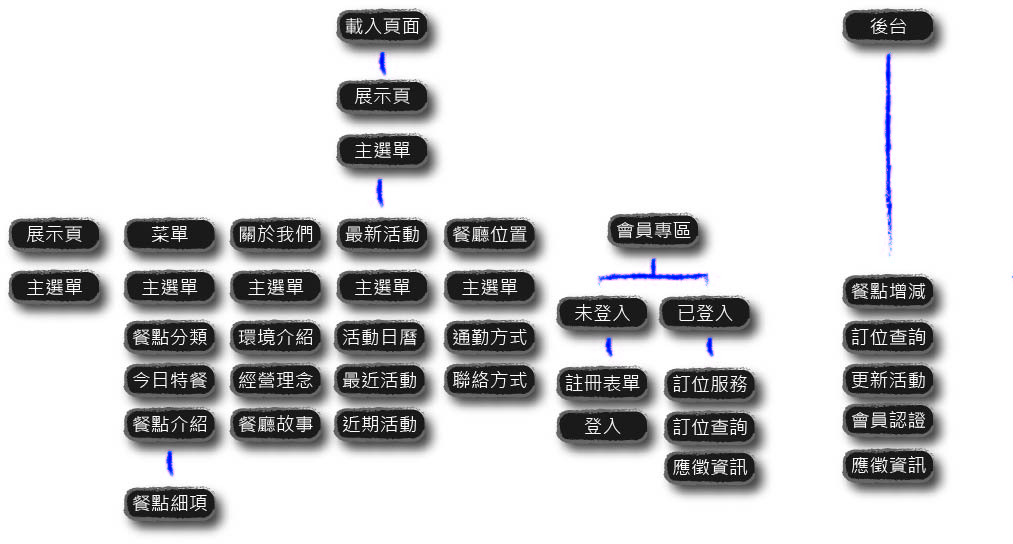 載入頁面
展示頁
主選單
後台
展示頁
主選單
菜單
主選單
餐點分類
今日特餐
餐點介紹
餐點細項
關於我們
主選單
環境介紹
經營理念
餐廳故事
最新活動
主選單
活動日曆
最近活動
近期活動
餐廳位置
主選單
通勤方式
聯絡方式
會員專區
未登入
註冊表單
登入
已登入
訂位服務
訂位查詢
應徵資訊
餐點增減
訂位查詢
更新活動
會員認證
應徵資訊